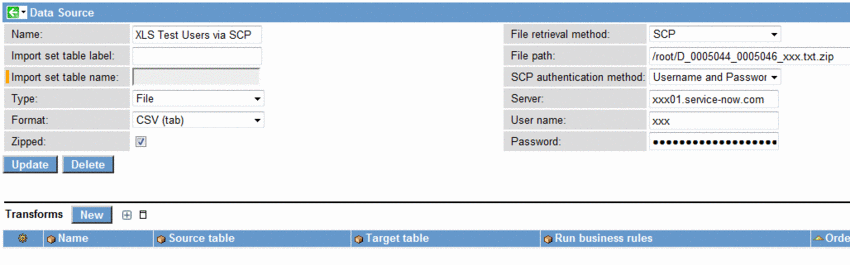 Data Source
Name: XLS Test Users via SCP File retrieval method: SCP
Import set table label: File path: /root/D_0005044_0005046_xxx.txt.zip
Import set table name: SCP authentication method: Username and Passwor
Type: File Server: xxx01.service-now.com
Format: CSV (tab) User name: xxx
Zipped: Password: ●●●●●●●●●●●●●●●●●●●
Update Delete
Transforms New
Name Source table Target table Run business rules Orde